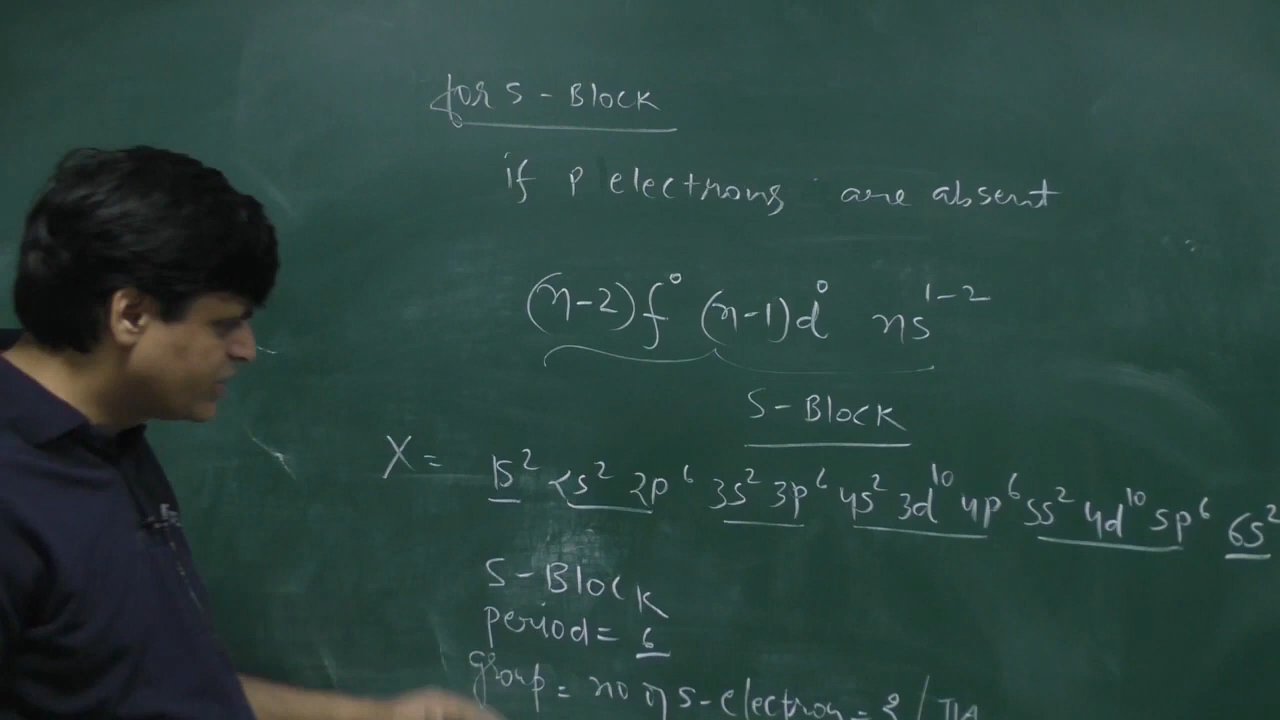 for s - Block
if p electrons are absent
(n-2)f⁰ (n-1)d⁰ ns¹⁻²
S-Block
X = 1s² 2s² 2p⁶ 3s² 3p⁶ 4s² 3d¹⁰ 4p⁶ 5s² 4d¹⁰ 5p⁶ 6s²
S-Block
period = 6
group = no of s-electron = 2 / IIA